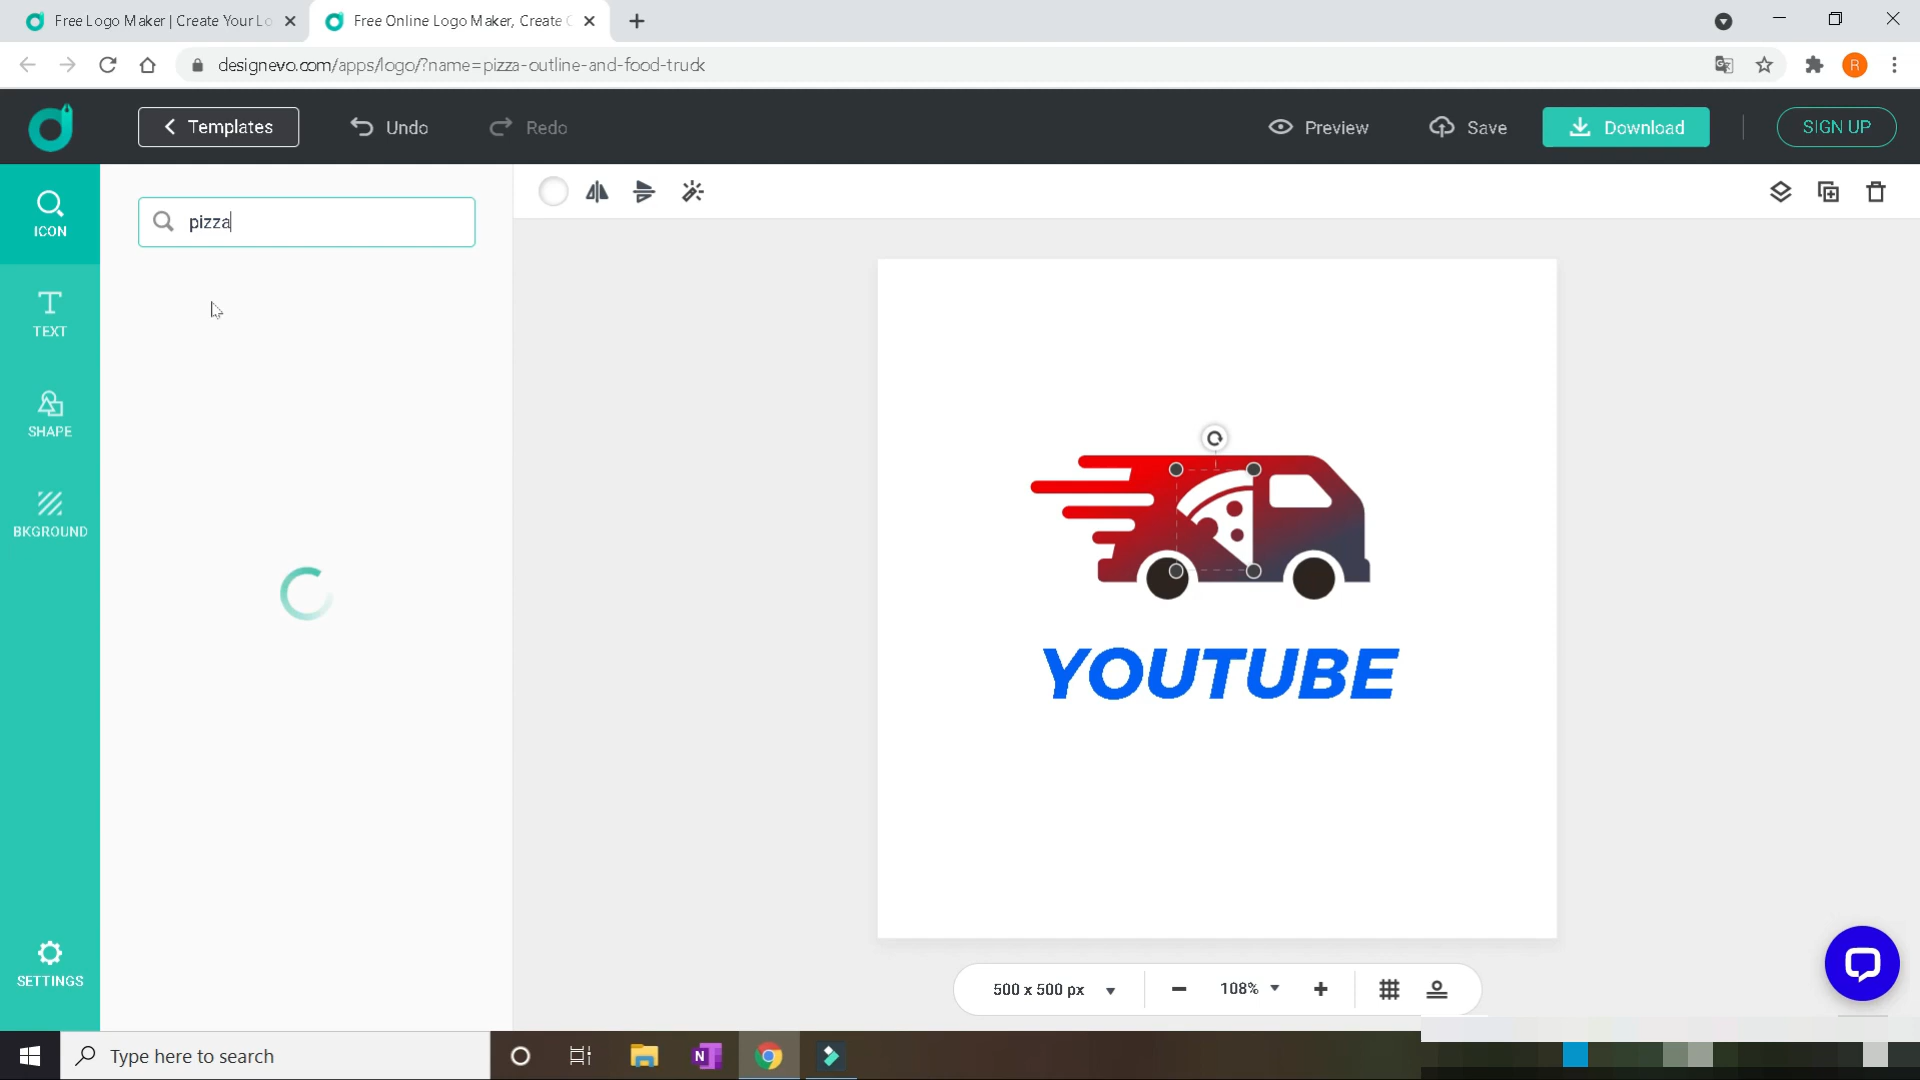 Free Logo Maker | Create Your Lo
Free Online Logo Maker, Create C
designevo.com/apps/logo/?name=pizza-outline-and-food-truck
R
Templates
Undo
Redo
Preview
Save
Download
SIGN UP
ICON
pizza
TEXT
SHAPE
BKGROUND
YOUTUBE
SETTINGS
500 x 500 px
108%
Type here to search
N